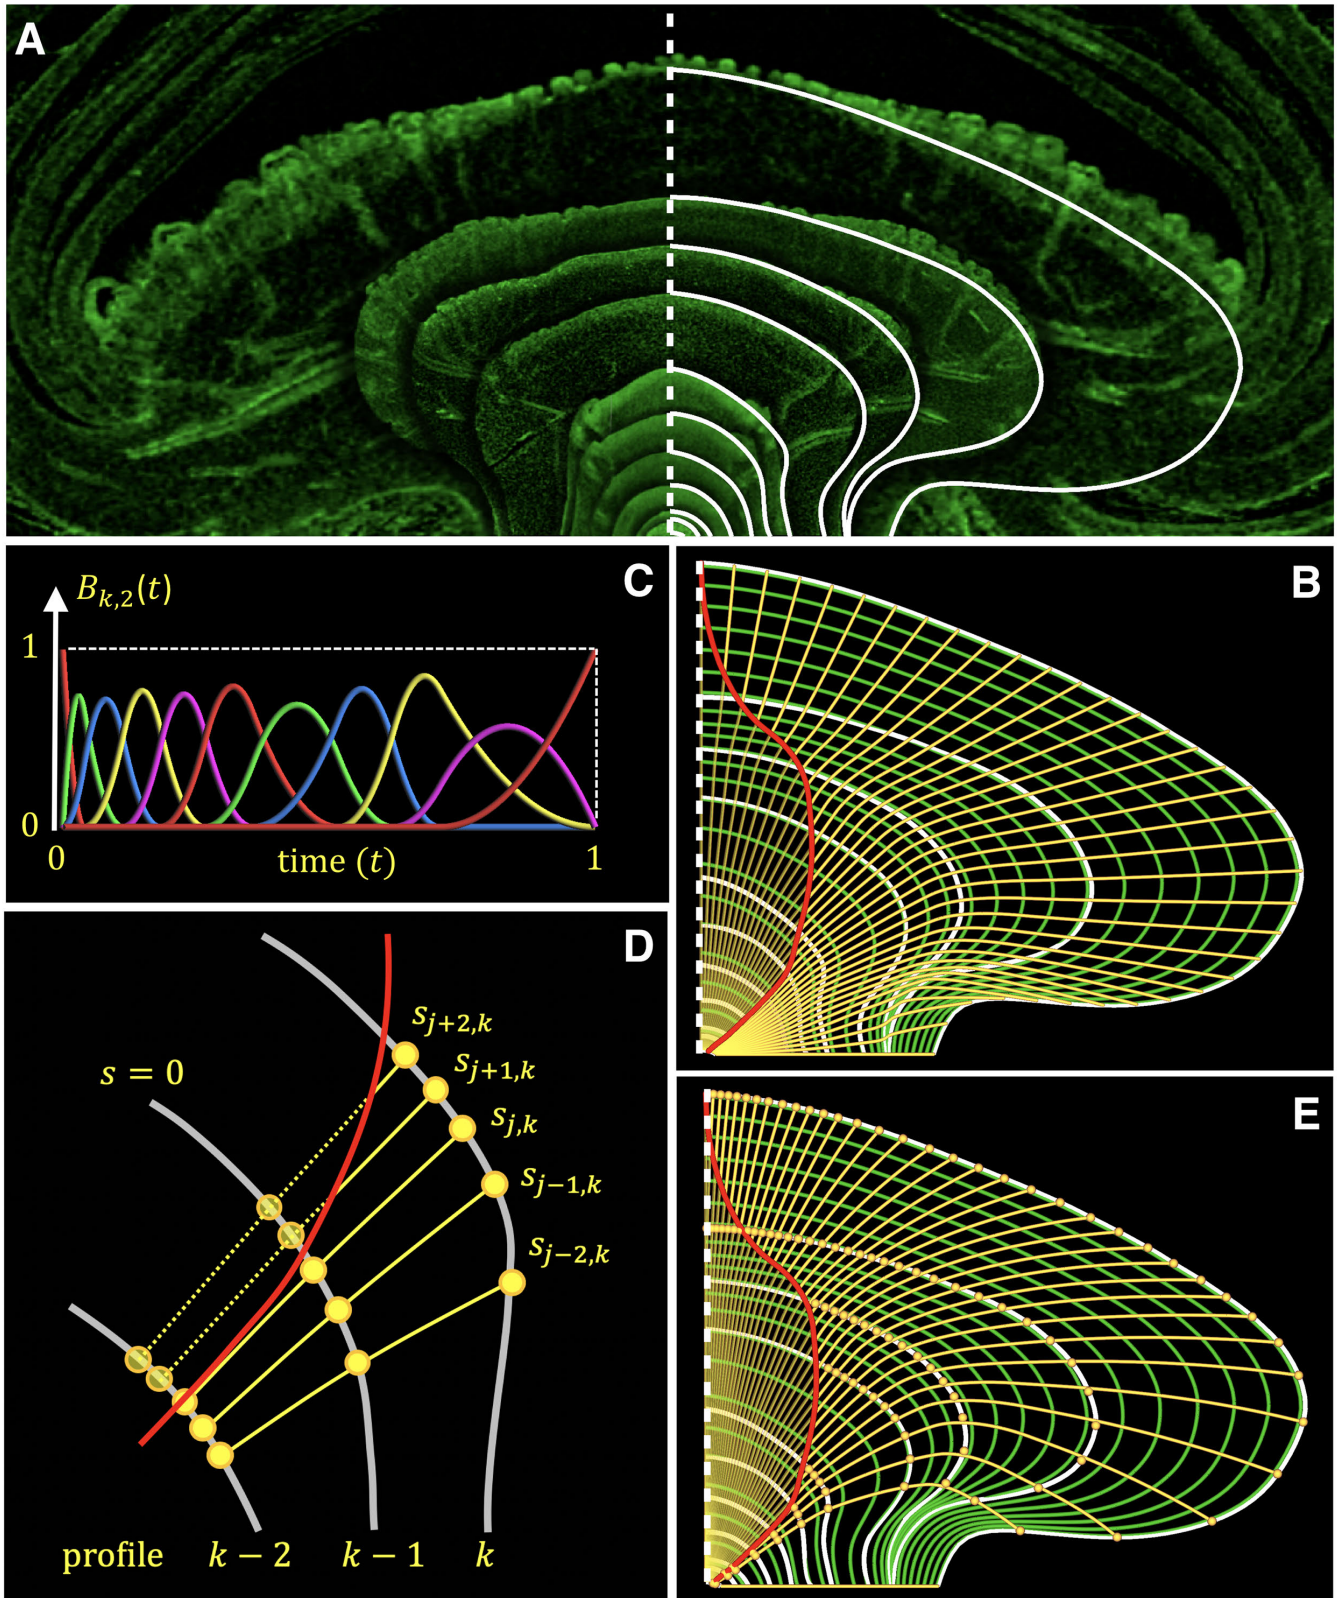 A
C
B_{k,2}(t)
1
0
0
time (t)
1
B
D
s_{j+2,k}
s_{j+1,k}
s = 0
s_{j,k}
s_{j−1,k}
s_{j−2,k}
profile k − 2 k − 1 k
E